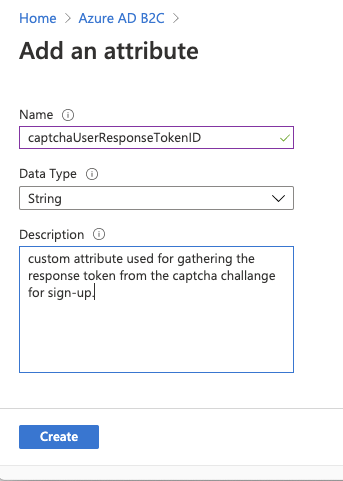 Home > Azure AD B2C >
Add an attribute
Name
captchaUserResponseTokenID
Data Type
String
Description
custom attribute used for gathering the
response token from the captcha challange
for sign-up.
Create